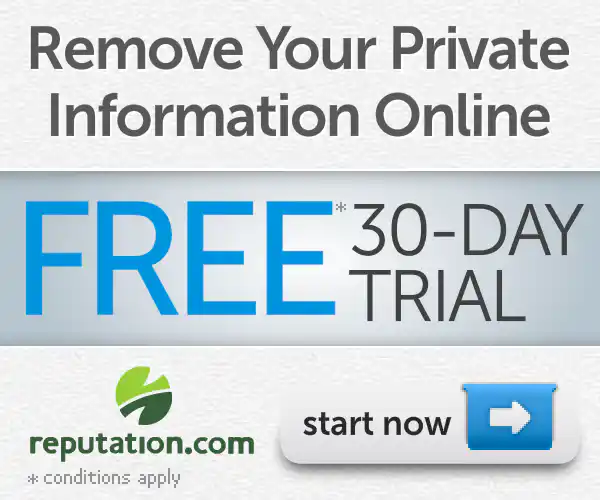 Remove Your Private
Information Online
FREE* 30-DAY
TRIAL
reputation.com
start now
* conditions apply